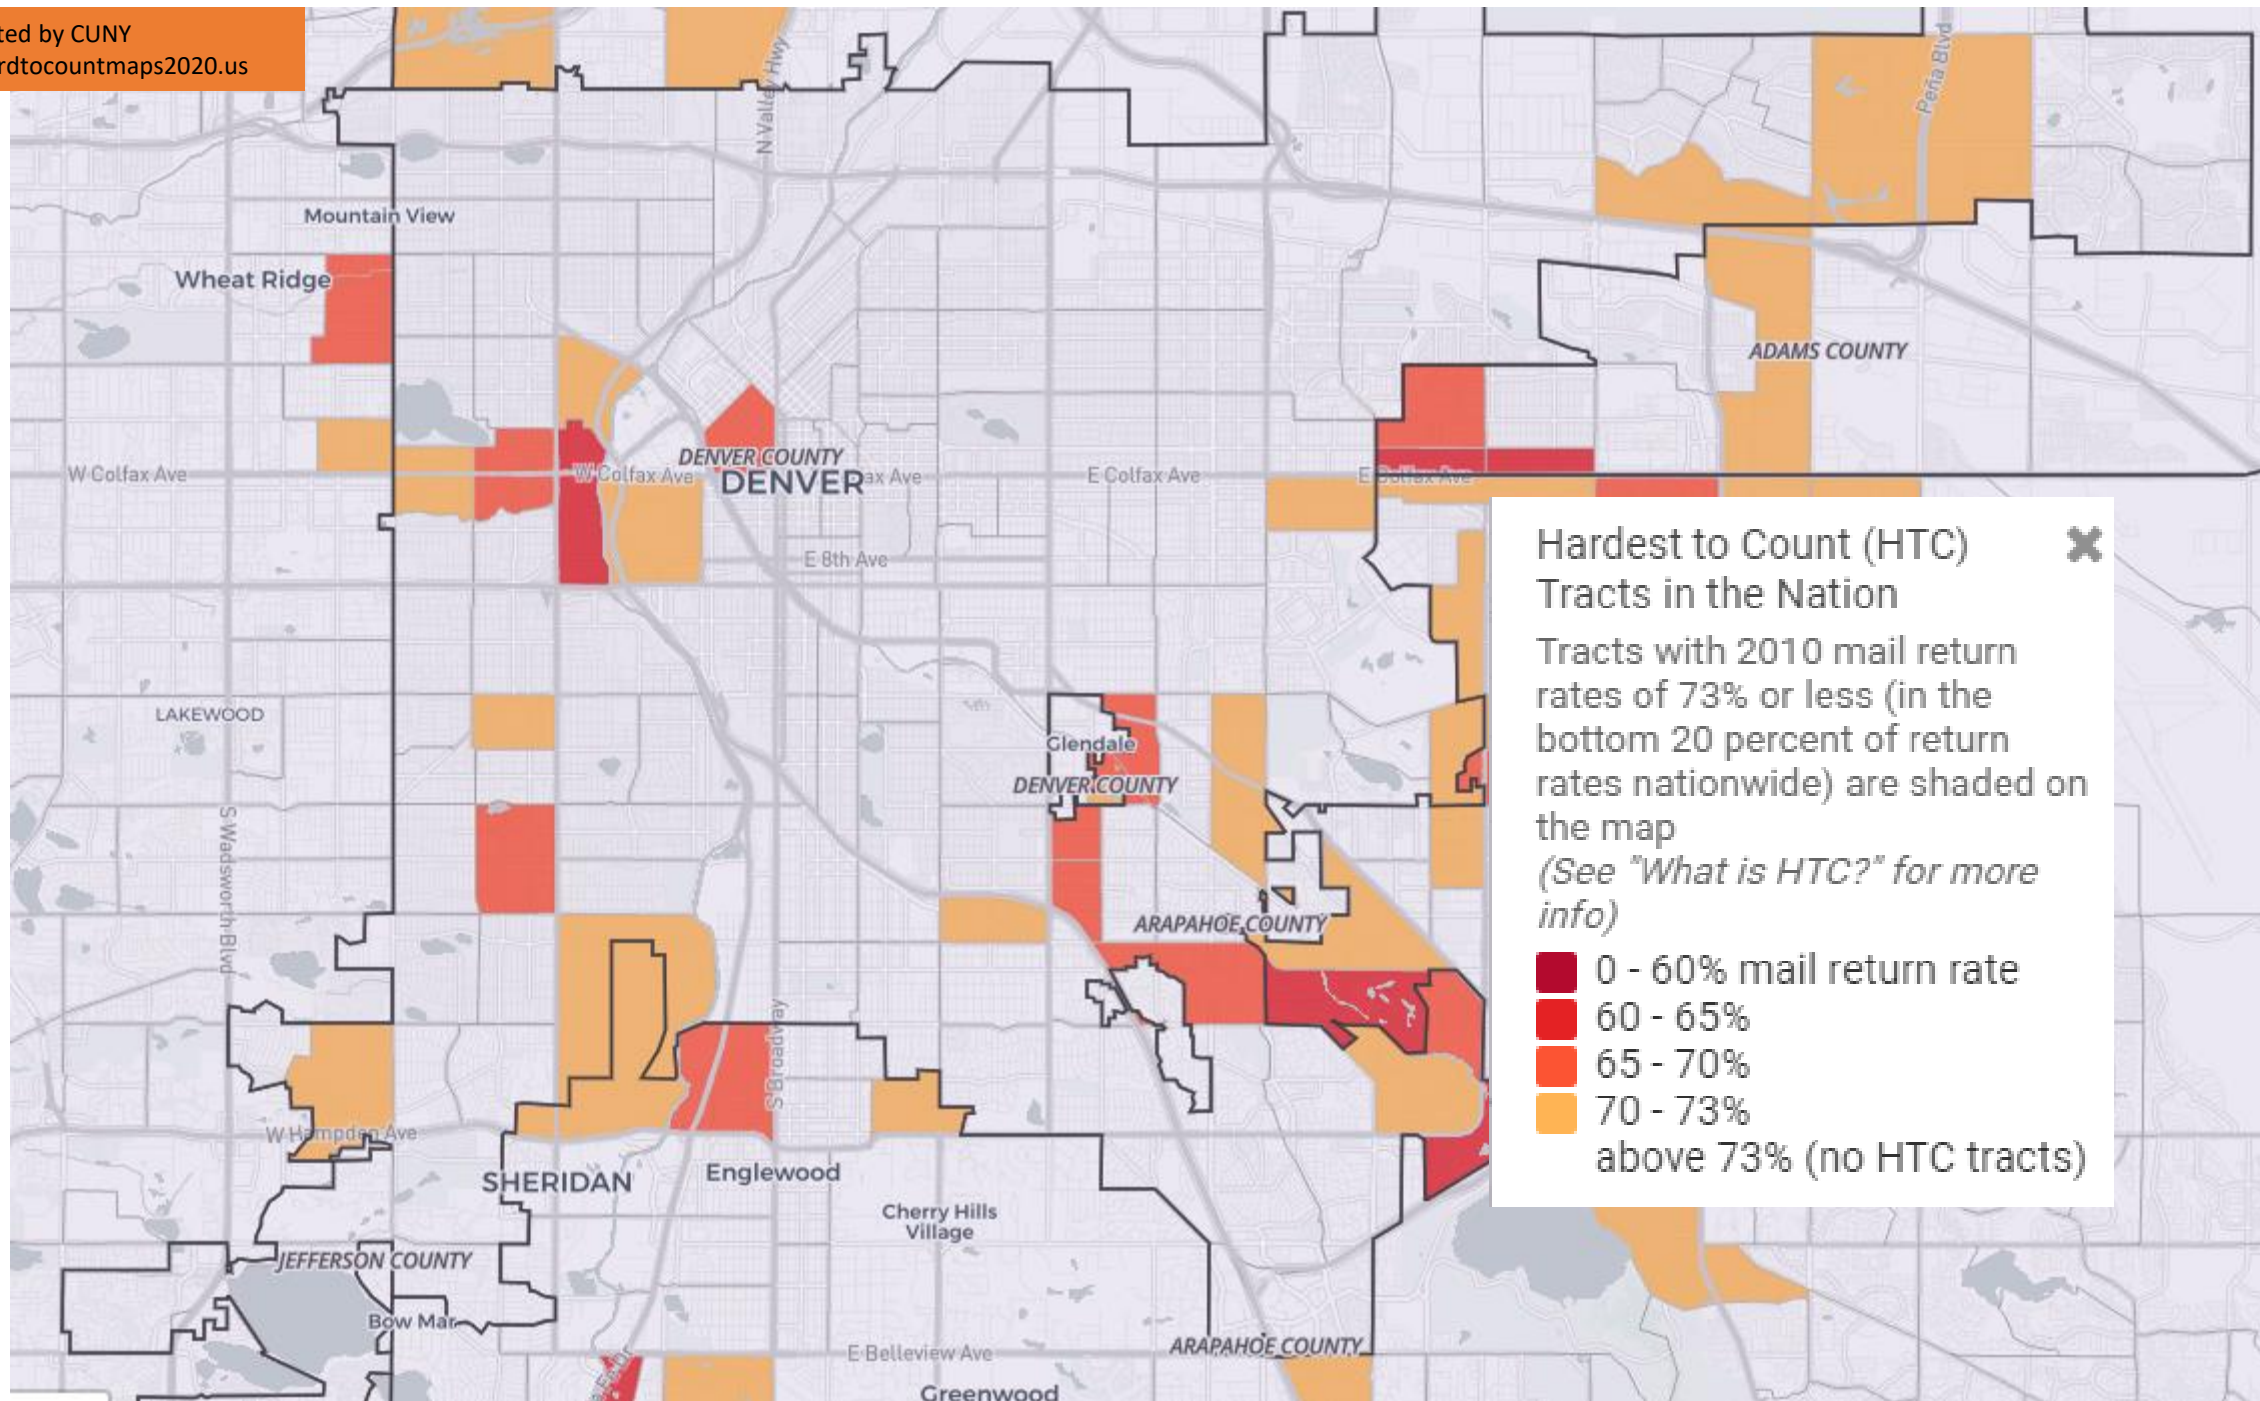 ted by CUNY
rdtocountmaps2020.us
N Valley Hwy
Peña Blvd
Mountain View
Wheat Ridge
ADAMS COUNTY
DENVER COUNTY
W Colfax Ave
W Colfax Ave
DENVER
ax Ave
E Colfax Ave
E Colfax Ave
E 8th Ave
LAKEWOOD
Glendale
DENVER COUNTY
S Wadsworth Blvd
ARAPAHOE COUNTY
S Broadway
W Hampden Ave
SHERIDAN
Englewood
Cherry Hills
Village
JEFFERSON COUNTY
Bow Mar
E Belleview Ave
ARAPAHOE COUNTY
Greenwood
Hardest to Count (HTC)
Tracts in the Nation
Tracts with 2010 mail return
rates of 73% or less (in the
bottom 20 percent of return
rates nationwide) are shaded on
the map
(See "What is HTC?" for more
info)
0 - 60% mail return rate
60 - 65%
65 - 70%
70 - 73%
above 73% (no HTC tracts)